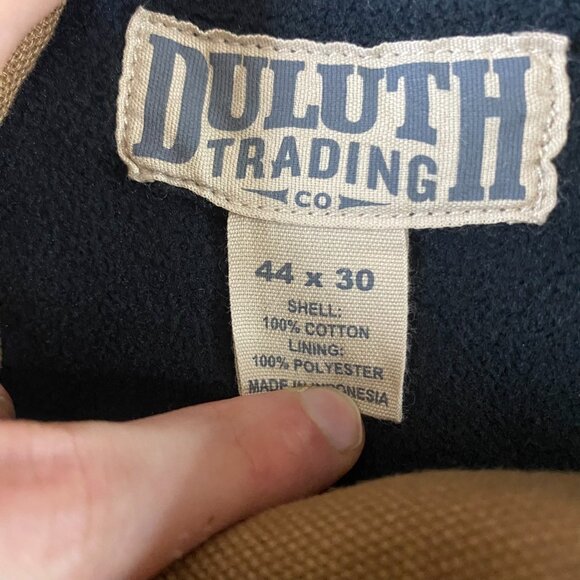 DULUTH
TRADING
CO
44 x 30
SHELL:
100% COTTON
LINING:
100% POLYESTER
MADE IN INDONESIA